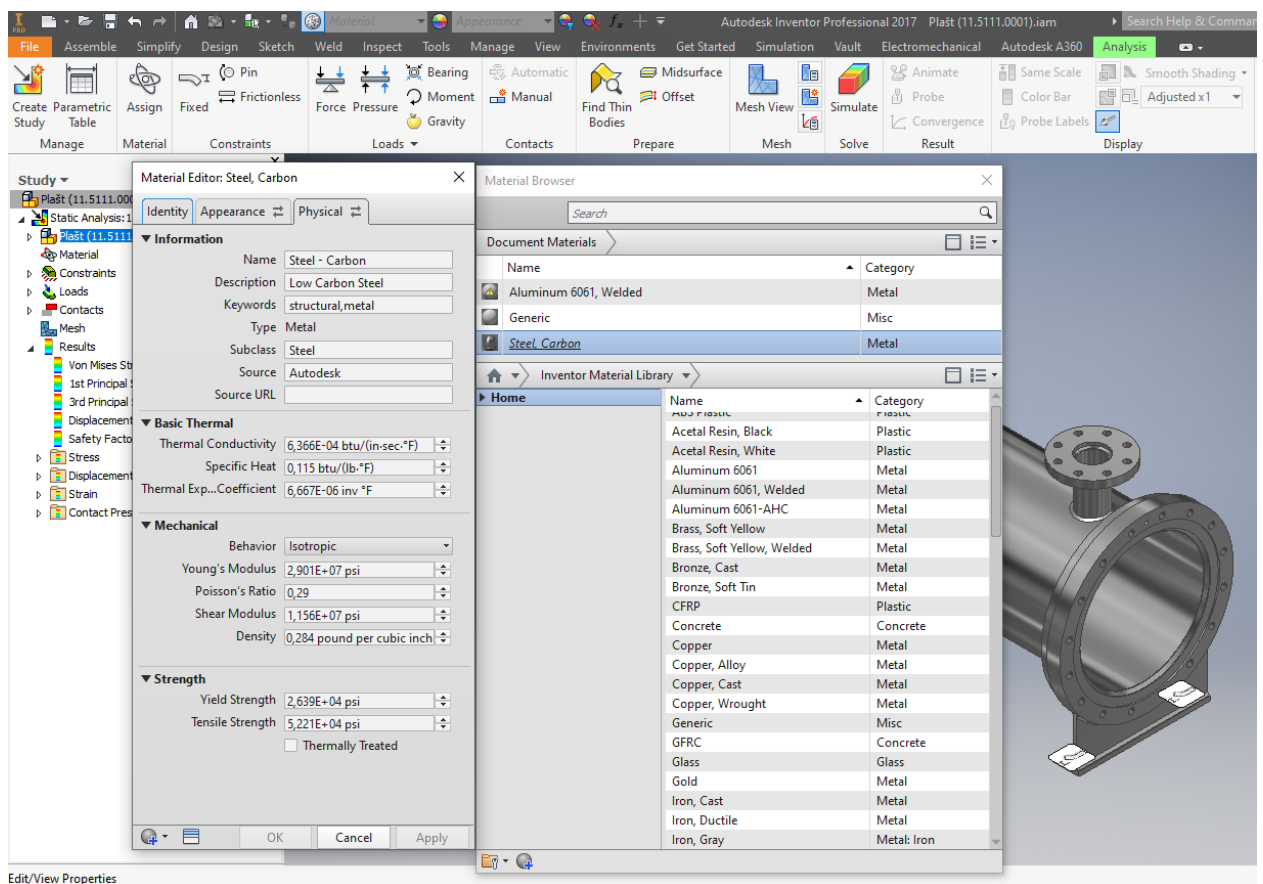 PRO
Material
Appearance
fx
Autodesk Inventor Professional 2017 Plašt (11.5111.0001).iam
Search Help & Comman
File Assemble Simplify Design Sketch Weld Inspect Tools Manage View Environments Get Started Simulation Vault Electromechanical Autodesk A360 Analysis
Create Study
Parametric Table
Assign
Fixed
Pin
Frictionless
Force Pressure
Bearing
Moment
Gravity
Automatic
Manual
Find Thin Bodies
Midsurface
Offset
Mesh View
Simulate
Animate
Probe
Convergence
Same Scale
Color Bar
Probe Labels
Smooth Shading
Adjusted x1
Manage Material Constraints Loads Contacts Prepare Mesh Solve Result Display
Study
Plašt (11.5111.000
Static Analysis:1
Plašt (11.5111
Material
Constraints
Loads
Contacts
Mesh
Results
Von Mises Str
1st Principal S
3rd Principal
Displacement
Safety Facto
Stress
Displacement
Strain
Contact Pres
Material Editor: Steel, Carbon
Identity Appearance Physical
Information
Name Steel - Carbon
Description Low Carbon Steel
Keywords structural,metal
Type Metal
Subclass Steel
Source Autodesk
Source URL
Basic Thermal
Thermal Conductivity 6,366E-04 btu/(in·sec·°F)
Specific Heat 0,115 btu/(lb·°F)
Thermal Exp...Coefficient 6,667E-06 inv °F
Mechanical
Behavior Isotropic
Young's Modulus 2,901E+07 psi
Poisson's Ratio 0,29
Shear Modulus 1,156E+07 psi
Density 0,284 pound per cubic inch
Strength
Yield Strength 2,639E+04 psi
Tensile Strength 5,221E+04 psi
Thermally Treated
OK Cancel Apply
Material Browser
Search
Document Materials
Name Category
Aluminum 6061, Welded Metal
Generic Misc
Steel, Carbon Metal
Inventor Material Library
Home
Name Category
ABS Plastic Plastic
Acetal Resin, Black Plastic
Acetal Resin, White Plastic
Aluminum 6061 Metal
Aluminum 6061, Welded Metal
Aluminum 6061-AHC Metal
Brass, Soft Yellow Metal
Brass, Soft Yellow, Welded Metal
Bronze, Cast Metal
Bronze, Soft Tin Metal
CFRP Plastic
Concrete Concrete
Copper Metal
Copper, Alloy Metal
Copper, Cast Metal
Copper, Wrought Metal
Generic Misc
GFRC Concrete
Glass Glass
Gold Metal
Iron, Cast Metal
Iron, Ductile Metal
Iron, Gray Metal: Iron
Edit/View Properties